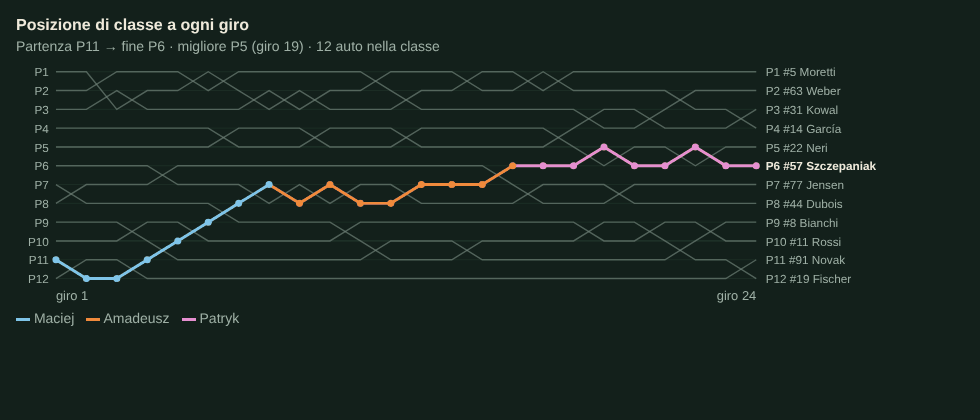 Posizione di classe a ogni giro
Partenza P11 → fine P6 · migliore P5 (giro 19) · 12 auto nella classe
P1 P1 #5 Moretti
P2 P2 #63 Weber
P3 P3 #31 Kowal
P4 P4 #14 García
P5 P5 #22 Neri
P6 P6 #57 Szczepaniak
P7 P7 #77 Jensen
P8 P8 #44 Dubois
P9 P9 #8 Bianchi
P10 P10 #11 Rossi
P11 P11 #91 Novak
P12 P12 #19 Fischer
giro 1 giro 24
Maciej Amadeusz Patryk